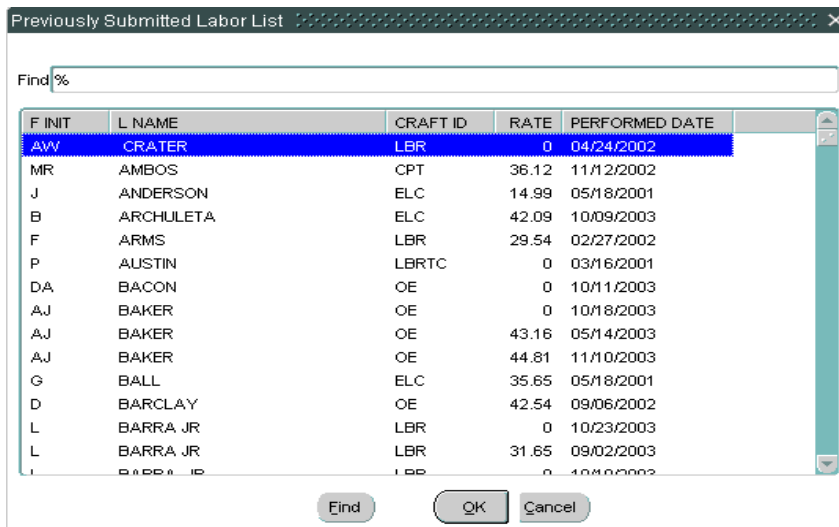 Previously Submitted Labor List
Find %
F INIT L NAME CRAFT ID RATE PERFORMED DATE
AW CRATER LBR 0 04/24/2002
MR AMBOS CPT 36.12 11/12/2002
J ANDERSON ELC 14.99 05/18/2001
B ARCHULETA ELC 42.09 10/09/2003
F ARMS LBR 29.54 02/27/2002
P AUSTIN LBRTC 0 03/16/2001
DA BACON OE 0 10/11/2003
AJ BAKER OE 0 10/18/2003
AJ BAKER OE 43.16 05/14/2003
AJ BAKER OE 44.81 11/10/2003
G BALL ELC 35.65 05/18/2001
D BARCLAY OE 42.54 09/06/2002
L BARRA JR LBR 0 10/23/2003
L BARRA JR LBR 31.65 09/02/2003
L BARRA JR LBR 0
Find OK Cancel